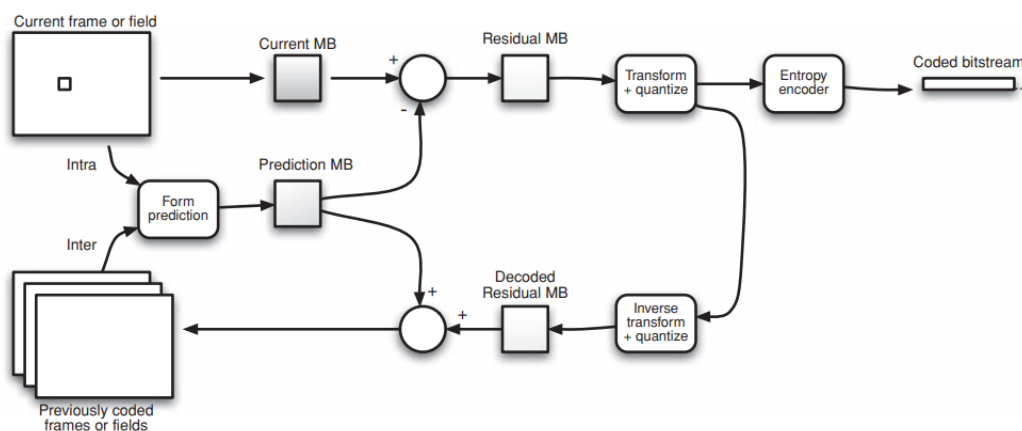 Current frame or field
Current MB
Residual MB
Coded bitstream
+
-
Transform
+ quantize
Entropy
encoder
...
Intra
Prediction MB
Form
prediction
Inter
Decoded
Residual MB
+
+
Inverse
transform
+ quantize
Previously coded
frames or fields